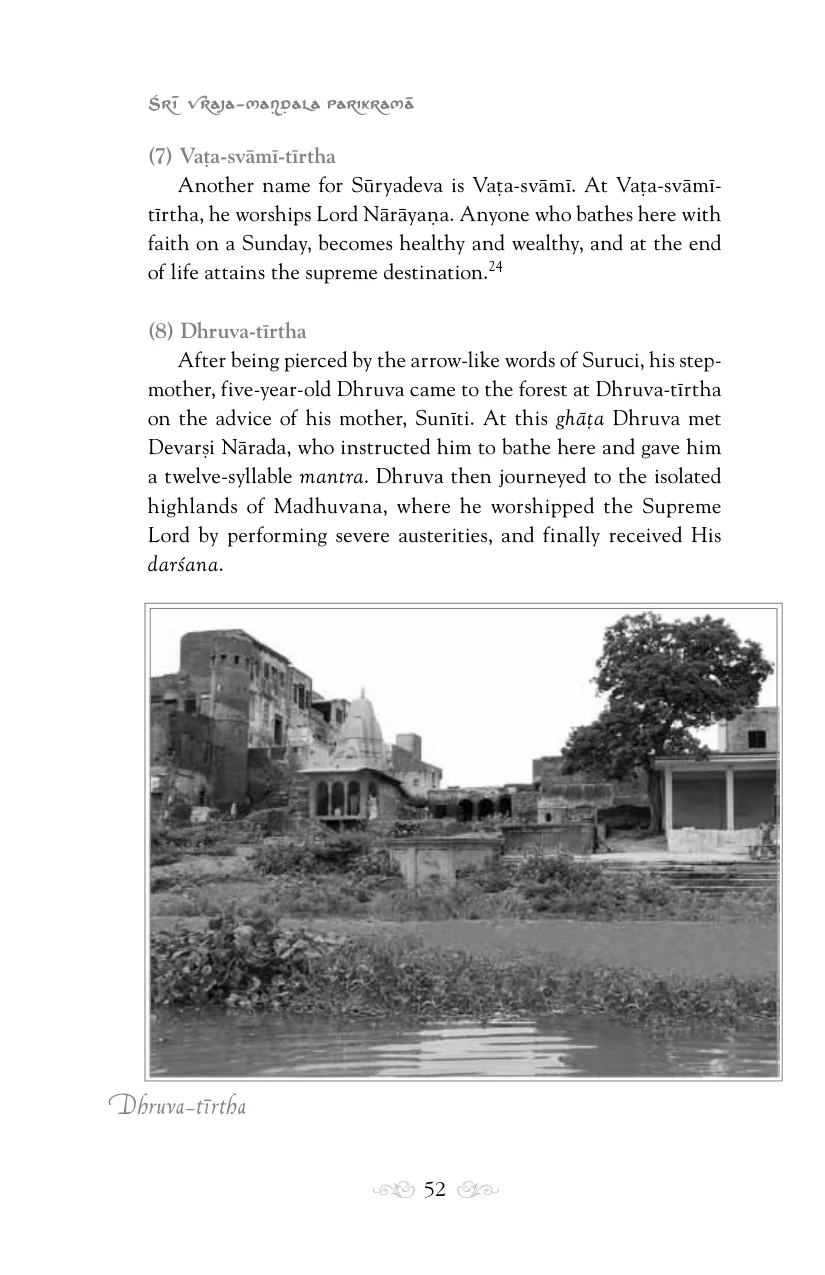 Śrī Vraja-maṇḍala Parikramā
(7) Vaṭa-svāmī-tīrtha
Another name for Sūryadeva is Vaṭa-svāmī. At Vaṭa-svāmī-
tīrtha, he worships Lord Nārāyaṇa. Anyone who bathes here with
faith on a Sunday, becomes healthy and wealthy, and at the end
of life attains the supreme destination.24
(8) Dhruva-tīrtha
After being pierced by the arrow-like words of Suruci, his step-
mother, five-year-old Dhruva came to the forest at Dhruva-tīrtha
on the advice of his mother, Sunīti. At this ghāṭa Dhruva met
Devarṣi Nārada, who instructed him to bathe here and gave him
a twelve-syllable mantra. Dhruva then journeyed to the isolated
highlands of Madhuvana, where he worshipped the Supreme
Lord by performing severe austerities, and finally received His
darśana.
Dhruva-tīrtha
52